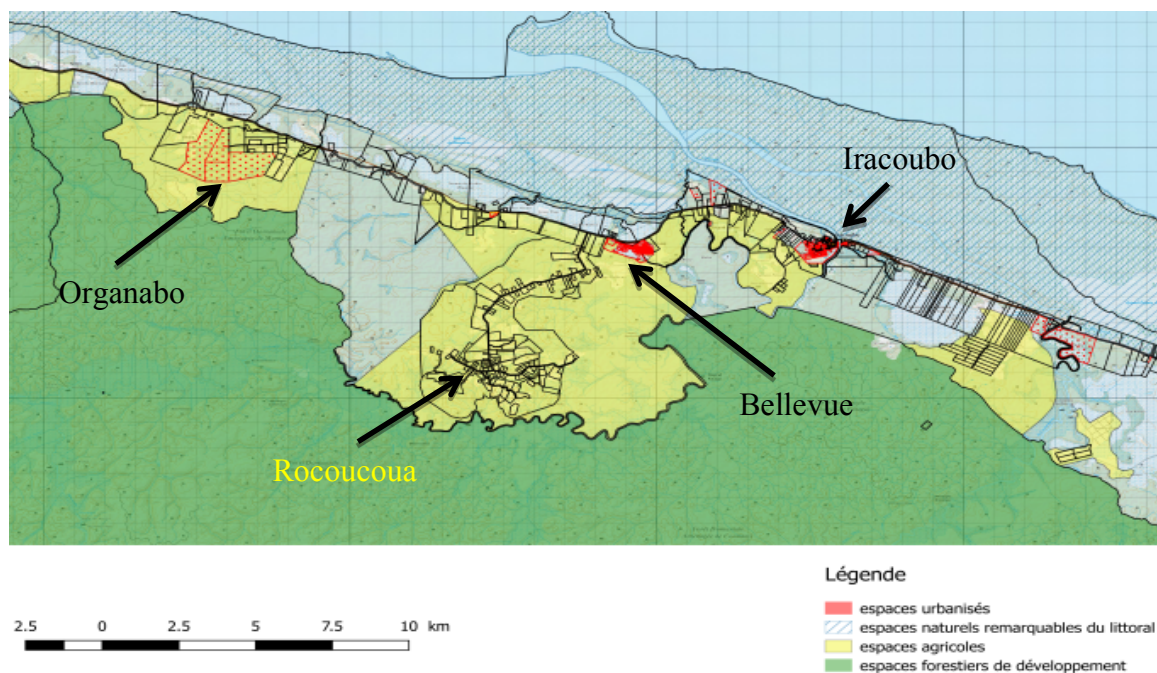 Iracoubo
Organabo
Bellevue
Rocoucoua
Légende
espaces urbanisés
espaces naturels remarquables du littoral
espaces agricoles
espaces forestiers de développement
2.5 0 2.5 5 7.5 10 km